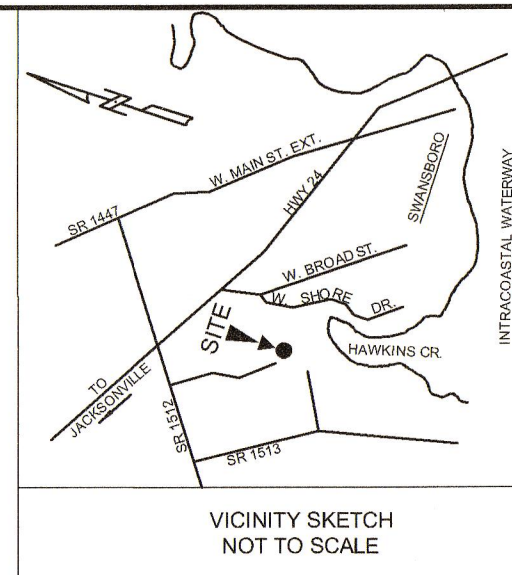 N
W. MAIN ST. EXT.
SR 1447
HWY 24
SWANSBORO
INTRACOASTAL WATERWAY
W. BROAD ST.
W. SHORE DR.
SITE
HAWKINS CR.
TO
JACKSONVILLE
SR 1512
SR 1513
VICINITY SKETCH
NOT TO SCALE